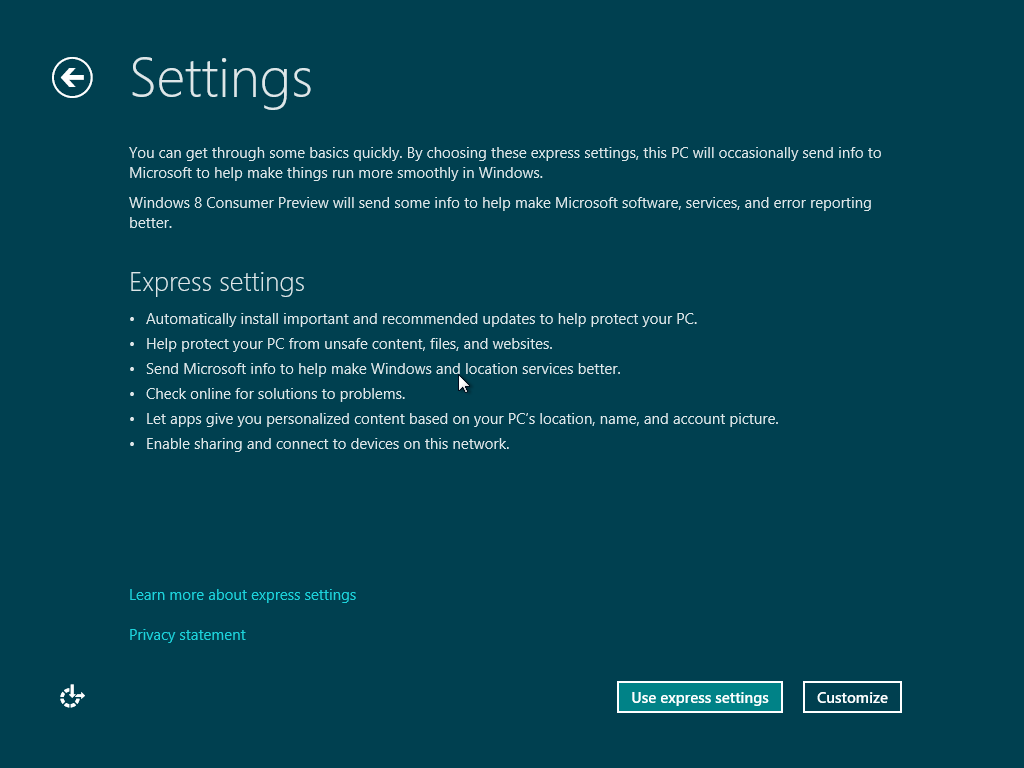 Settings
You can get through some basics quickly. By choosing these express settings, this PC will occasionally send info to
Microsoft to help make things run more smoothly in Windows.
Windows 8 Consumer Preview will send some info to help make Microsoft software, services, and error reporting
better.
Express settings
• Automatically install important and recommended updates to help protect your PC.
• Help protect your PC from unsafe content, files, and websites.
• Send Microsoft info to help make Windows and location services better.
• Check online for solutions to problems.
• Let apps give you personalized content based on your PC's location, name, and account picture.
• Enable sharing and connect to devices on this network.
Learn more about express settings
Privacy statement
Use express settings Customize